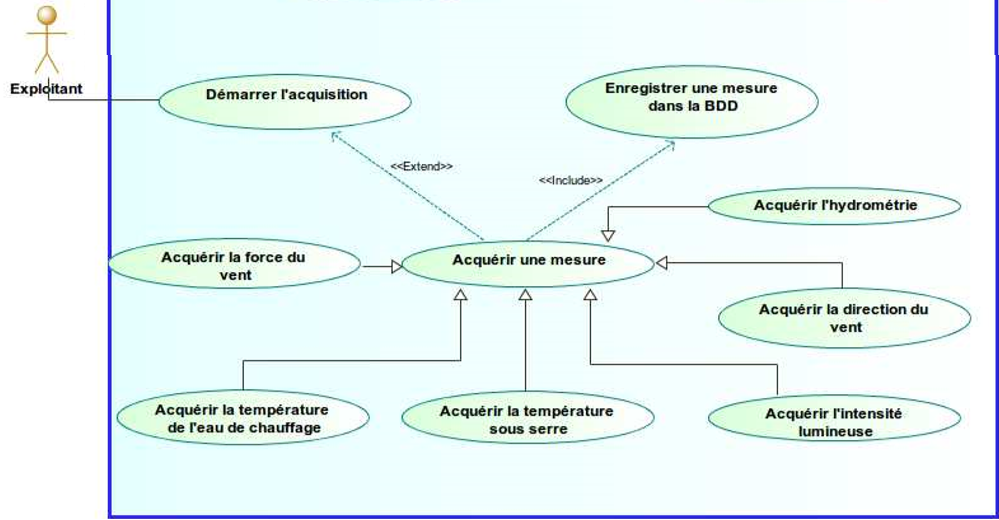 Exploitant
Démarrer l'acquisition
Enregistrer une mesure
dans la BDD
<<Extend>>
<<Include>>
Acquérir l'hydrométrie
Acquérir la force du
vent
Acquérir une mesure
Acquérir la direction du
vent
Acquérir la température
de l'eau de chauffage
Acquérir la température
sous serre
Acquérir l'intensité
lumineuse